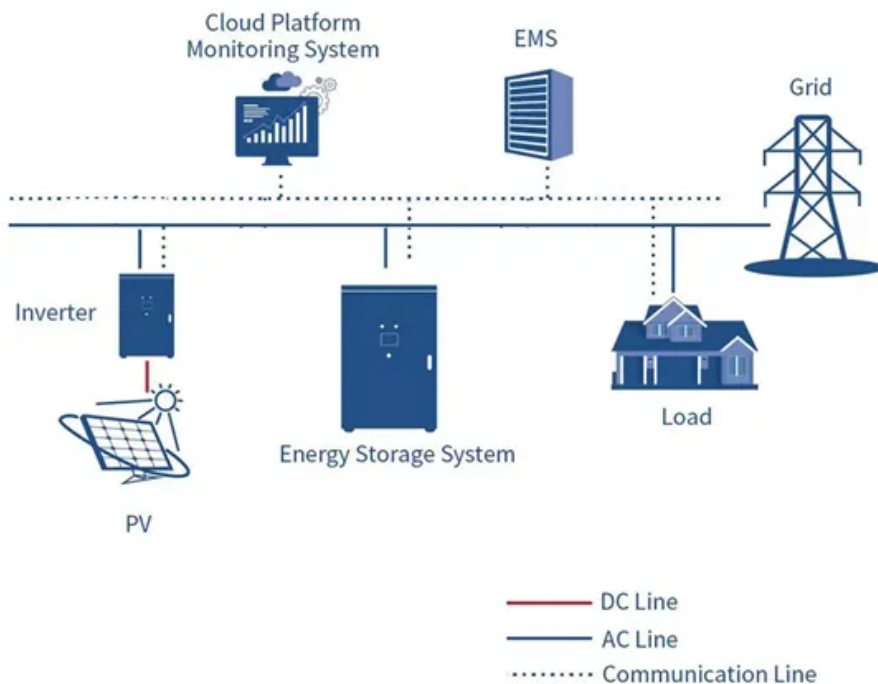 Cloud Platform
Monitoring System
EMS
Grid
Inverter
Load
Energy Storage System
PV
DC Line
AC Line
Communication Line